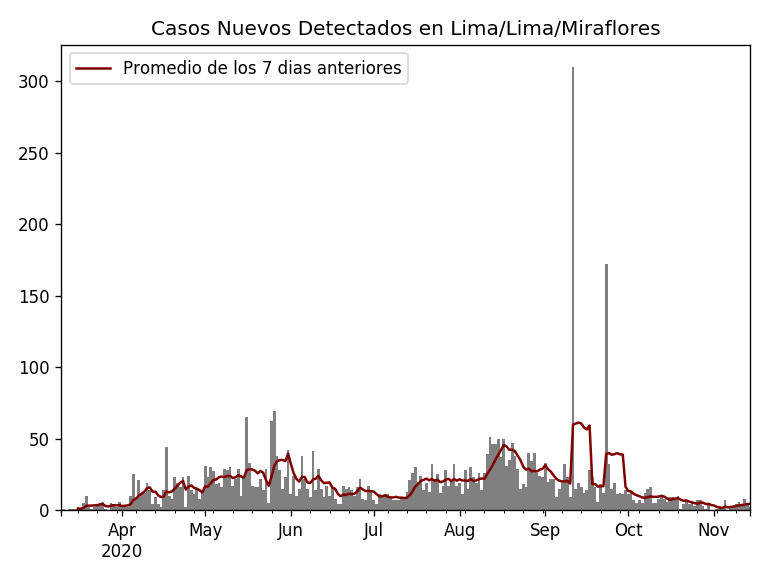 Casos Nuevos Detectados en Lima/Lima/Miraflores
Promedio de los 7 dias anteriores
300
250
200
150
100
50
0
Apr May Jun Jul Aug Sep Oct Nov
2020